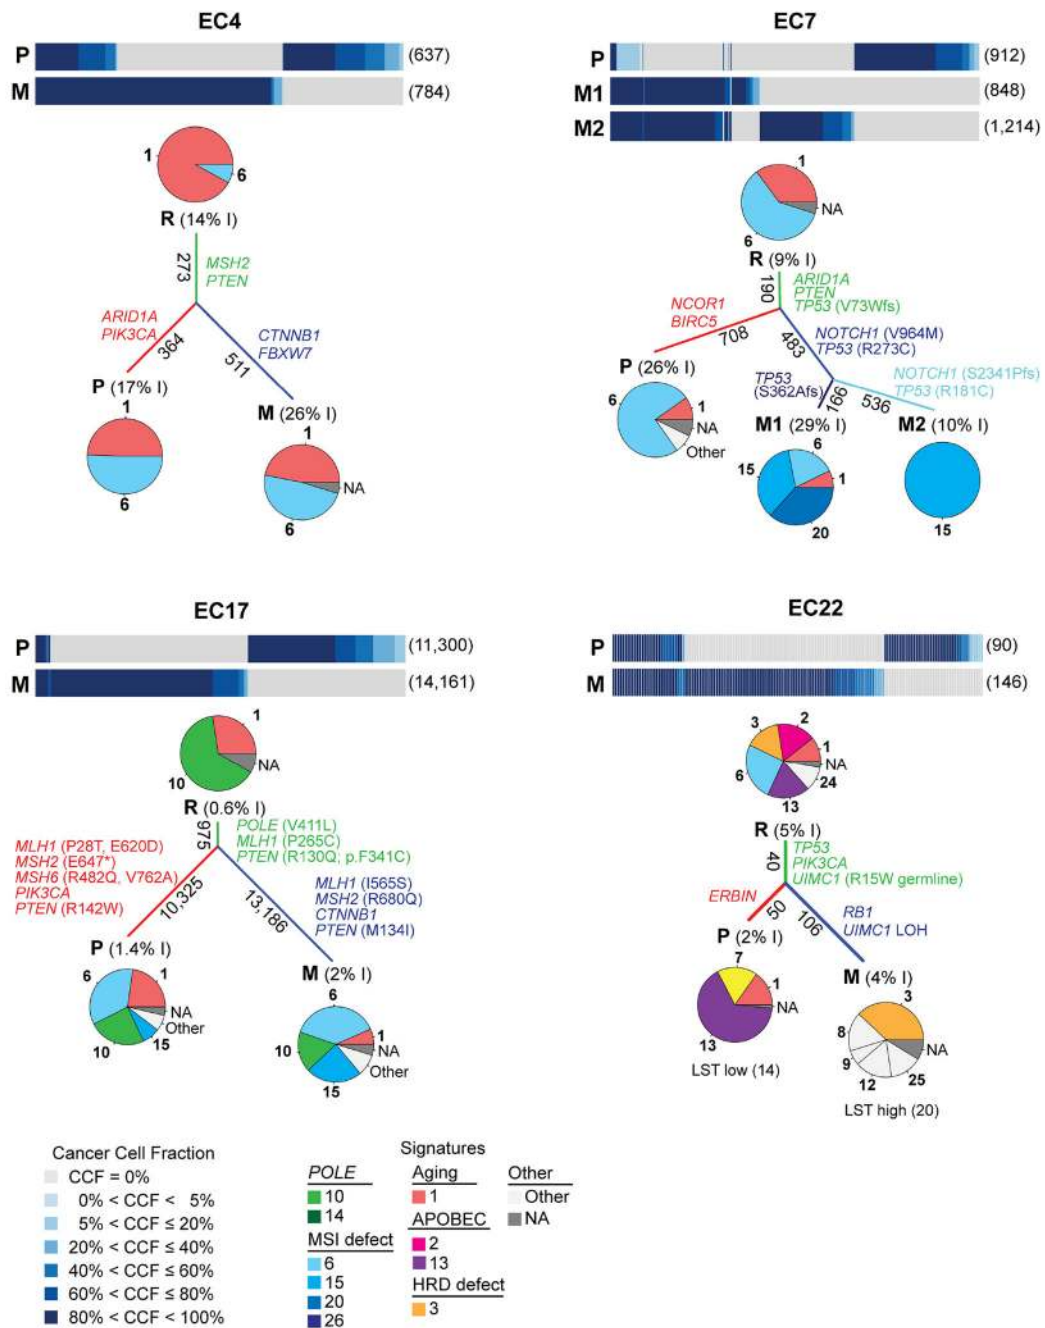 EC4
P
(637)
M
(784)
1
6
R (14% I)
273
MSH2
PTEN
ARID1A
PIK3CA
364
511
CTNNB1
FBXW7
P (17% I)
1
6
M (26% I)
1
NA
6
EC7
P
(912)
M1
(848)
M2
(1,214)
1
NA
6
R (9% I)
190
ARID1A
PTEN
TP53 (V73Wfs)
NCOR1
BIRC5
708
483
NOTCH1 (V964M)
TP53 (R273C)
P (26% I)
6
1
NA
Other
TP53
(S362Afs)
166
536
NOTCH1 (S2341Pfs)
TP53 (R181C)
M1 (29% I)
6
15
1
20
M2 (10% I)
15
EC17
P
(11,300)
M
(14,161)
1
NA
10
R (0.6% I)
975
POLE (V411L)
MLH1 (P265C)
PTEN (R130Q; p.F341C)
MLH1 (P28T, E620D)
MSH2 (E647*)
MSH6 (R482Q, V762A)
PIK3CA
PTEN (R142W)
10,325
13,186
MLH1 (I565S)
MSH2 (R680Q)
CTNNB1
PTEN (M134I)
P (1.4% I)
6
1
NA
Other
15
10
M (2% I)
6
1
NA
Other
10
15
EC22
P
(90)
M
(146)
3
2
1
NA
24
6
13
R (5% I)
40
TP53
PIK3CA
UIMC1 (R15W germline)
ERBIN
50
106
RB1
UIMC1 LOH
P (2% I)
7
1
NA
13
LST low (14)
M (4% I)
3
8
NA
9
12
25
LST high (20)
Cancer Cell Fraction
CCF = 0%
0% < CCF < 5%
5% < CCF ≤ 20%
20% < CCF ≤ 40%
40% < CCF ≤ 60%
60% < CCF ≤ 80%
80% < CCF < 100%
Signatures
POLE
10
14
MSI defect
6
15
20
26
Aging
1
APOBEC
2
13
HRD defect
3
Other
Other
NA